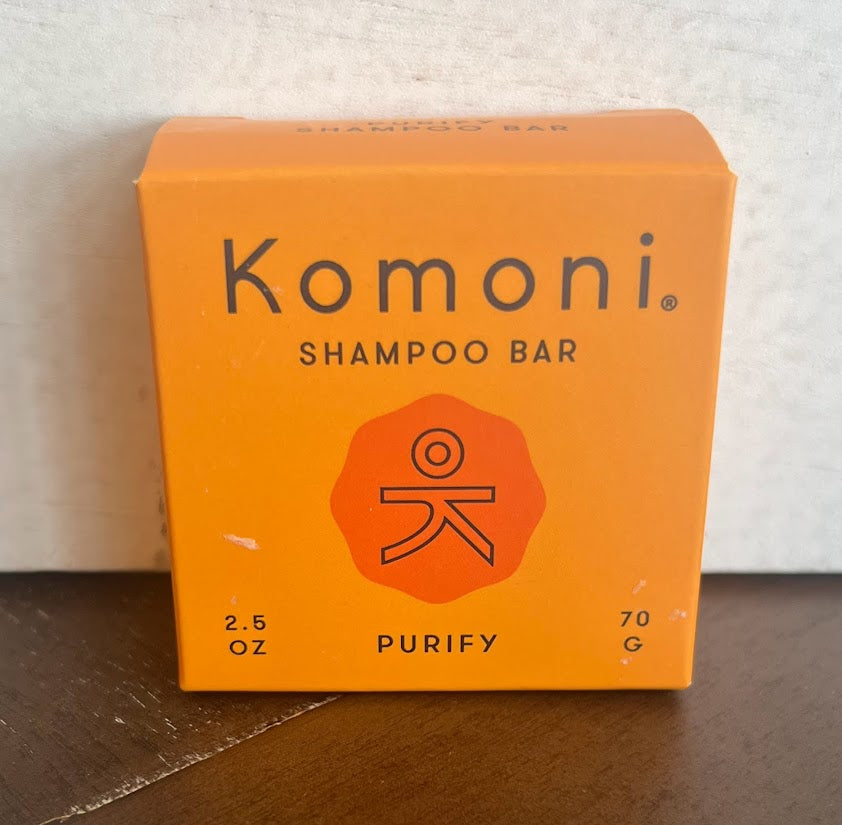 PURIFY
SHAMPOO BAR
Komoni®
SHAMPOO BAR
2.5
OZ
PURIFY
70
G